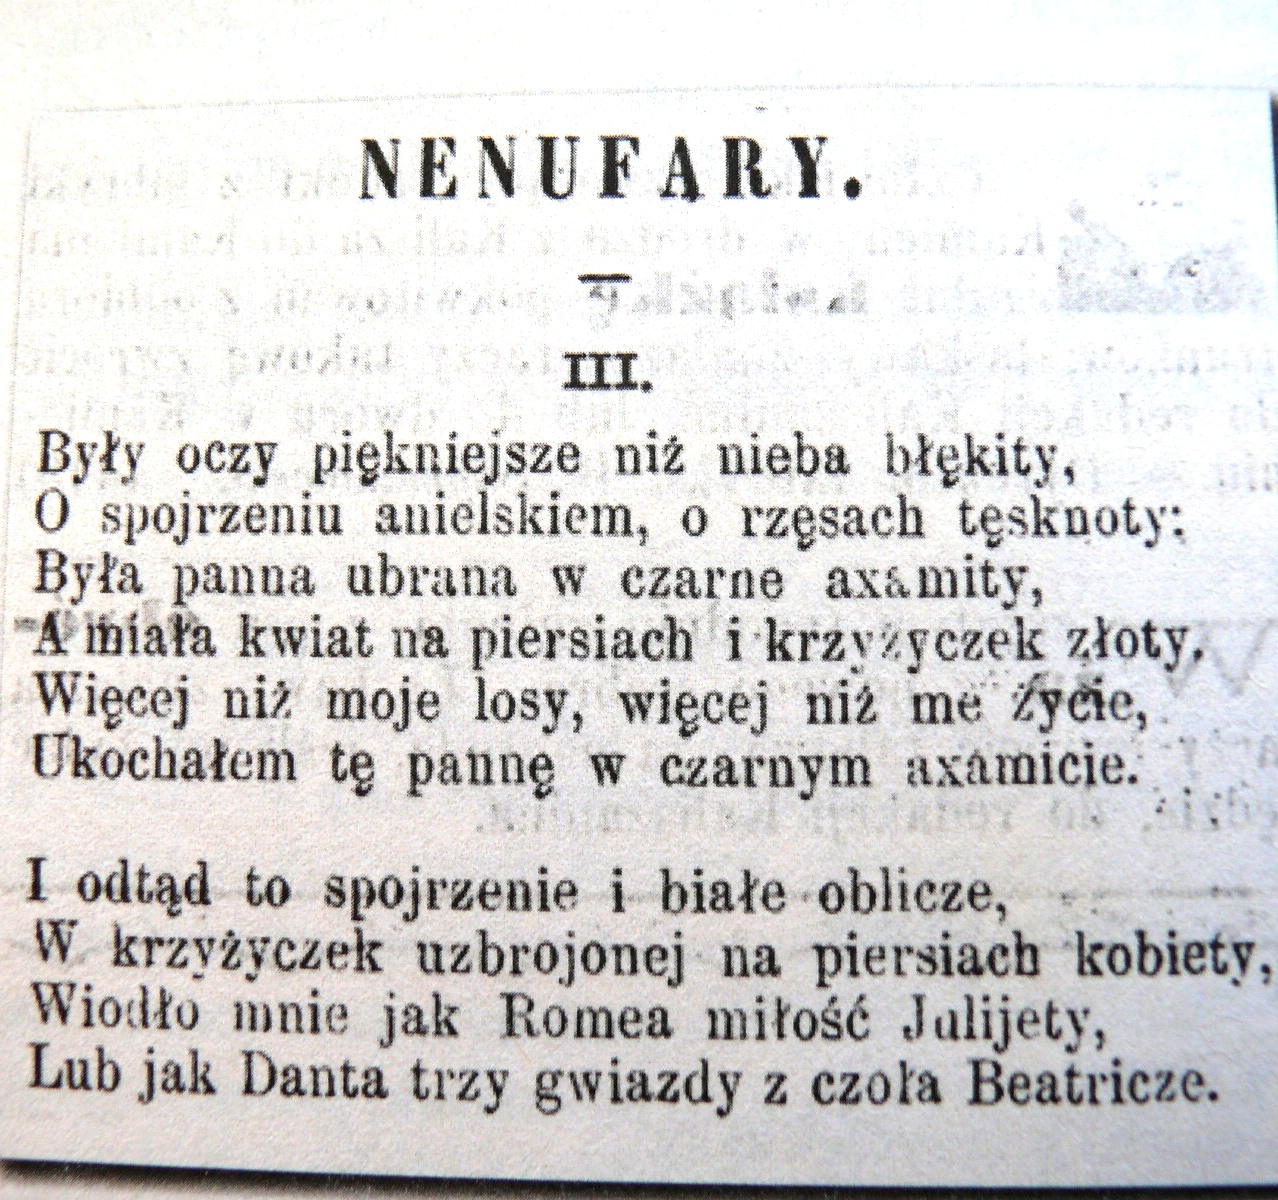 NENUFARY.
III.
Były oczy piękniejsze niż nieba błękity,
O spojrzeniu anielskiem, o rzęsach tęsknoty;
Była panna ubrana w czarne axamity,
A miała kwiat na piersiach i krzyżyczek złoty.
Więcej niż moje losy, więcej niż me życie,
Ukochałem tę pannę w czarnym axamicie.
I odtąd to spojrzenie i białe oblicze,
W krzyżyczek uzbrojonej na piersiach kobiety,
Wiodło mnie jak Romea miłość Julijety,
Lub jak Danta trzy gwiazdy z czoła Beatricze.